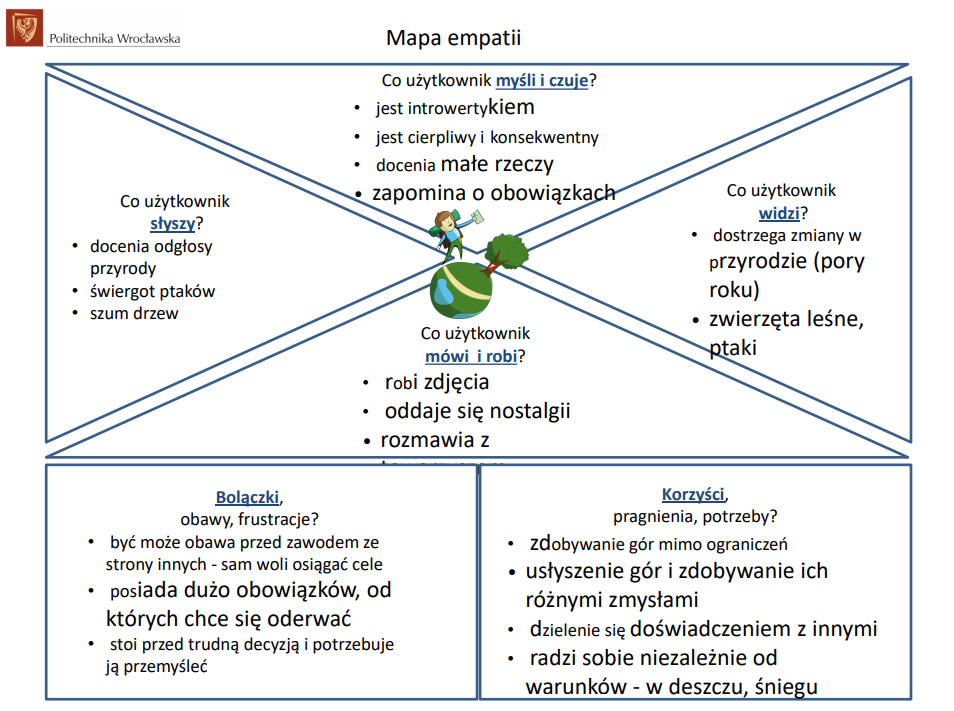 Politechnika Wrocławska
Mapa empatii
Co użytkownik myśli i czuje?
• jest introwertykiem
• jest cierpliwy i konsekwentny
• docenia małe rzeczy
• zapomina o obowiązkach
Co użytkownik
słyszy?
• docenia odgłosy
przyrody
• świergot ptaków
• szum drzew
Co użytkownik
widzi?
• dostrzega zmiany w
przyrodzie (pory
roku)
• zwierzęta leśne,
ptaki
Co użytkownik
mówi i robi?
• robi zdjęcia
• oddaje się nostalgii
• rozmawia z
Bolączki,
obawy, frustracje?
• być może obawa przed zawodem ze
strony innych - sam woli osiągać cele
• posiada dużo obowiązków, od
których chce się oderwać
• stoi przed trudną decyzją i potrzebuje
ją przemyśleć
Korzyści,
pragnienia, potrzeby?
• zdobywanie gór mimo ograniczeń
• usłyszenie gór i zdobywanie ich
różnymi zmysłami
• dzielenie się doświadczeniem z innymi
• radzi sobie niezależnie od
warunków - w deszczu, śniegu